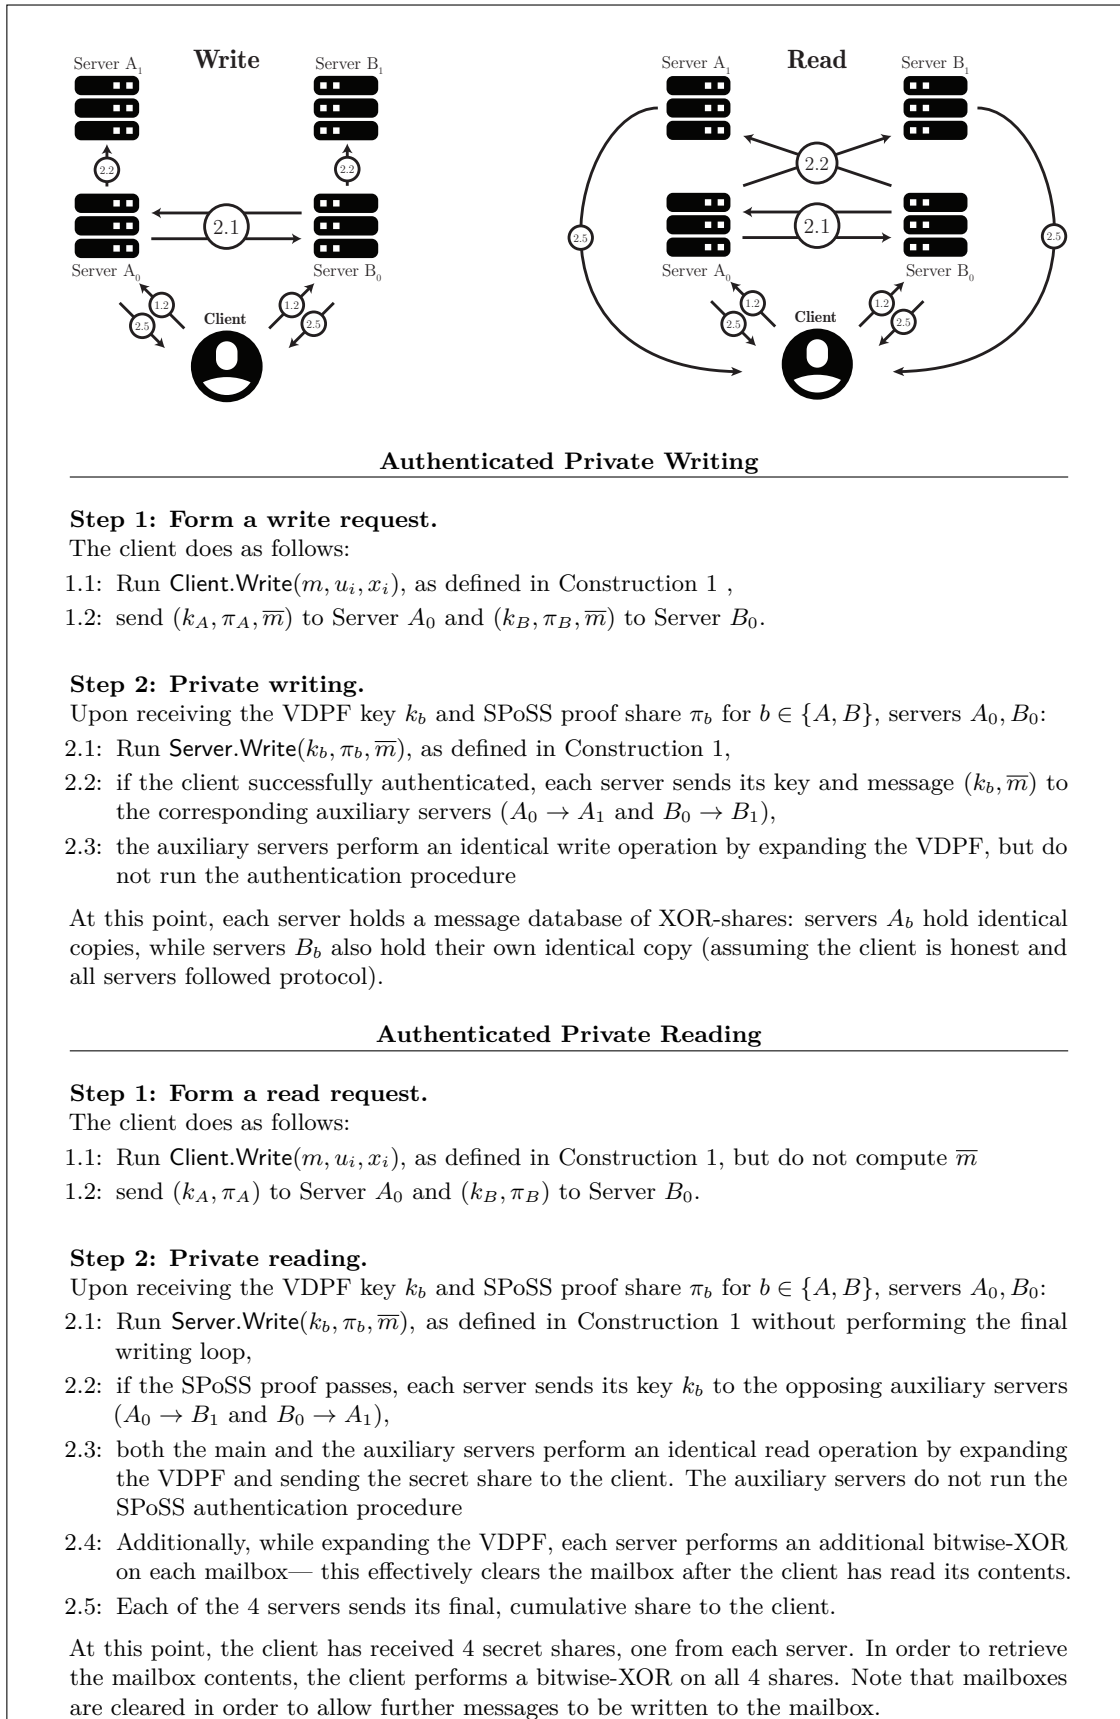 Write
Read
Server A₁
Server B₁
Server A₁
Server B₁
2.2
2.2
2.2
2.1
2.1
2.5
2.5
Server A₀
Server B₀
Server A₀
Server B₀
1.2
1.2
1.2
1.2
2.5
2.5
2.5
2.5
Client
Client
Authenticated Private Writing
Step 1: Form a write request.
The client does as follows:
1.1: Run Client.Write(m, uᵢ, xᵢ), as defined in Construction 1 ,
1.2: send (k_A, π_A, m̅) to Server A₀ and (k_B, π_B, m̅) to Server B₀.
Step 2: Private writing.
Upon receiving the VDPF key k_b and SPoSS proof share π_b for b ∈ {A, B}, servers A₀, B₀:
2.1: Run Server.Write(k_b, π_b, m̅), as defined in Construction 1,
2.2: if the client successfully authenticated, each server sends its key and message (k_b, m̅) to
the corresponding auxiliary servers (A₀ → A₁ and B₀ → B₁),
2.3: the auxiliary servers perform an identical write operation by expanding the VDPF, but do
not run the authentication procedure
At this point, each server holds a message database of XOR-shares: servers A_b hold identical
copies, while servers B_b also hold their own identical copy (assuming the client is honest and
all servers followed protocol).
Authenticated Private Reading
Step 1: Form a read request.
The client does as follows:
1.1: Run Client.Write(m, uᵢ, xᵢ), as defined in Construction 1, but do not compute m̅
1.2: send (k_A, π_A) to Server A₀ and (k_B, π_B) to Server B₀.
Step 2: Private reading.
Upon receiving the VDPF key k_b and SPoSS proof share π_b for b ∈ {A, B}, servers A₀, B₀:
2.1: Run Server.Write(k_b, π_b, m̅), as defined in Construction 1 without performing the final
writing loop,
2.2: if the SPoSS proof passes, each server sends its key k_b to the opposing auxiliary servers
(A₀ → B₁ and B₀ → A₁),
2.3: both the main and the auxiliary servers perform an identical read operation by expanding
the VDPF and sending the secret share to the client. The auxiliary servers do not run the
SPoSS authentication procedure
2.4: Additionally, while expanding the VDPF, each server performs an additional bitwise-XOR
on each mailbox— this effectively clears the mailbox after the client has read its contents.
2.5: Each of the 4 servers sends its final, cumulative share to the client.
At this point, the client has received 4 secret shares, one from each server. In order to retrieve
the mailbox contents, the client performs a bitwise-XOR on all 4 shares. Note that mailboxes
are cleared in order to allow further messages to be written to the mailbox.